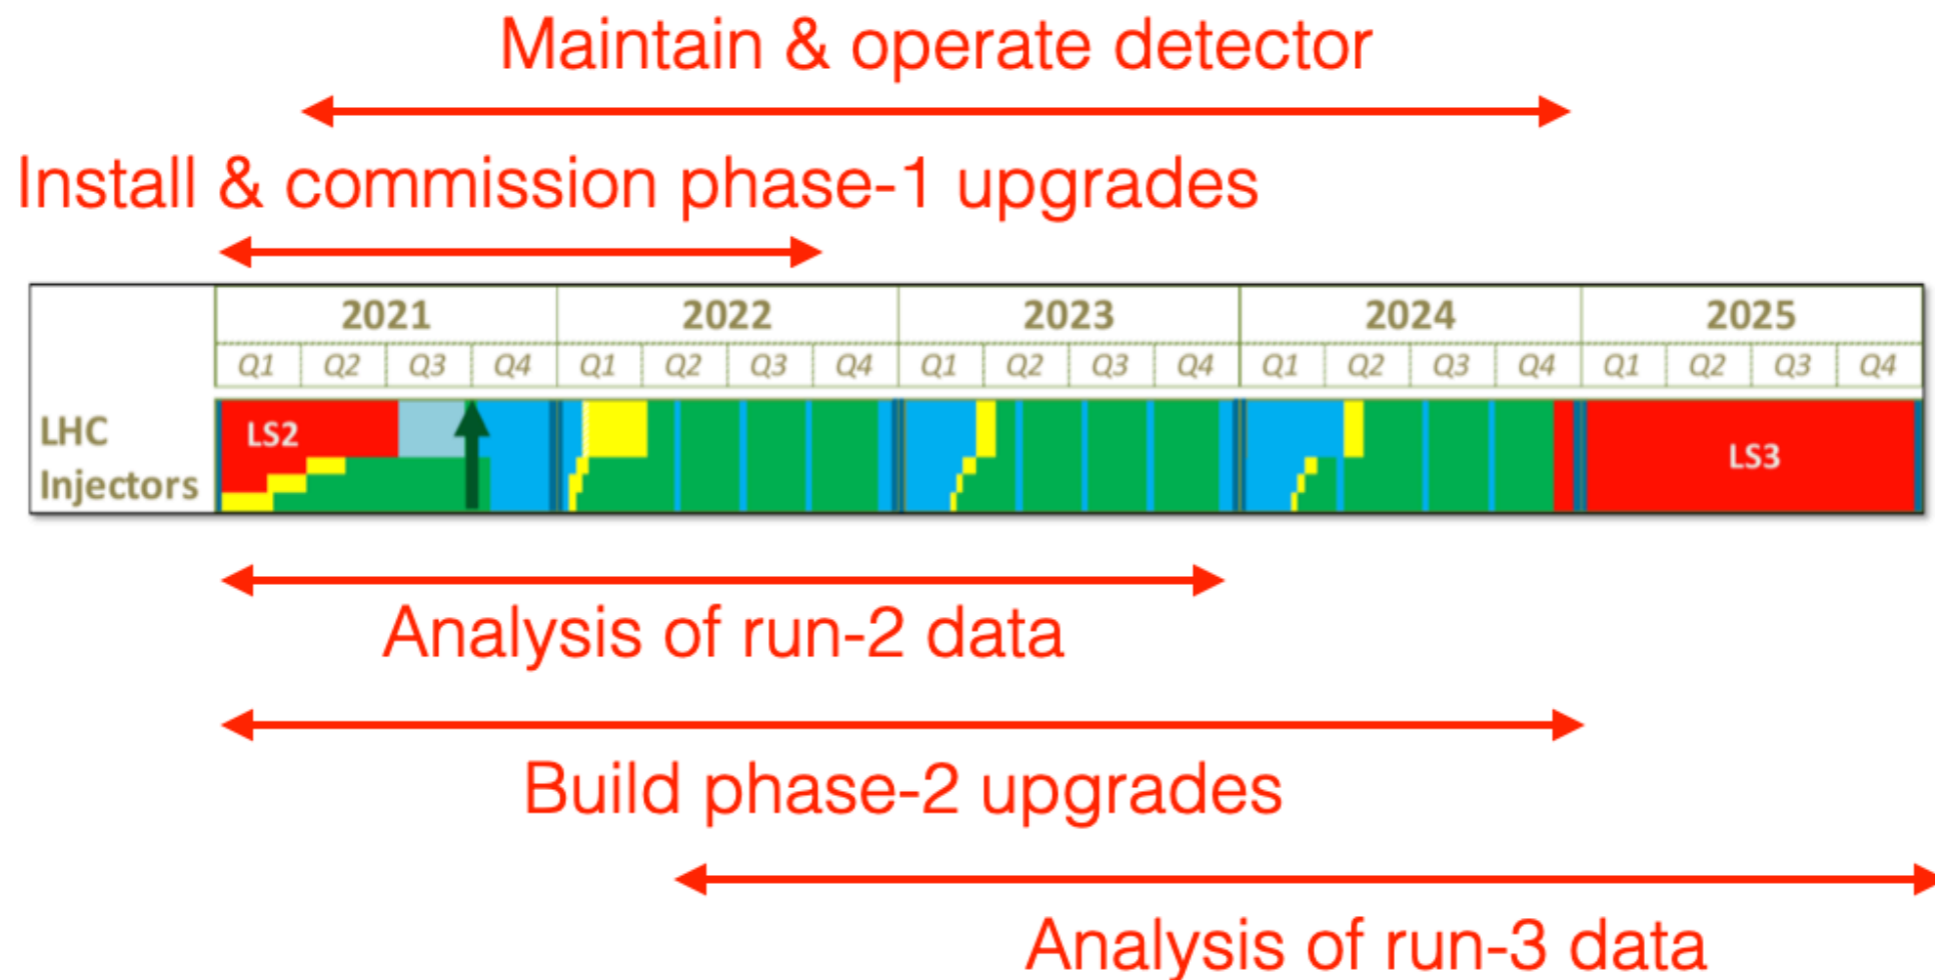 Maintain & operate detector
Install & commission phase-1 upgrades
2021 2022 2023 2024 2025
Q1 Q2 Q3 Q4 Q1 Q2 Q3 Q4 Q1 Q2 Q3 Q4 Q1 Q2 Q3 Q4 Q1 Q2 Q3 Q4
LHC LS2
LS3
Injectors
Analysis of run-2 data
Build phase-2 upgrades
Analysis of run-3 data